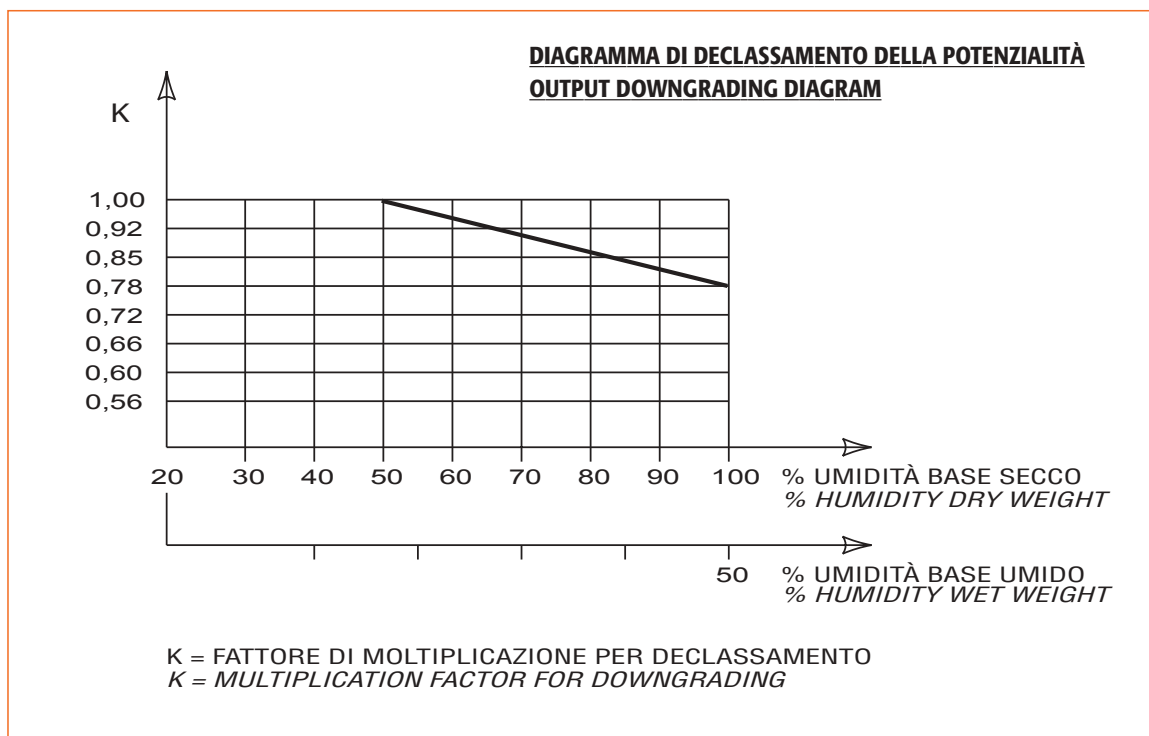 DIAGRAMMA DI DECLASSAMENTO DELLA POTENZIALITÀ
OUTPUT DOWNGRADING DIAGRAM
K
1,00
0,92
0,85
0,78
0,72
0,66
0,60
0,56
20 30 40 50 60 70 80 90 100 % UMIDITÀ BASE SECCO
% HUMIDITY DRY WEIGHT
50 % UMIDITÀ BASE UMIDO
% HUMIDITY WET WEIGHT
K = FATTORE DI MOLTIPLICAZIONE PER DECLASSAMENTO
K = MULTIPLICATION FACTOR FOR DOWNGRADING